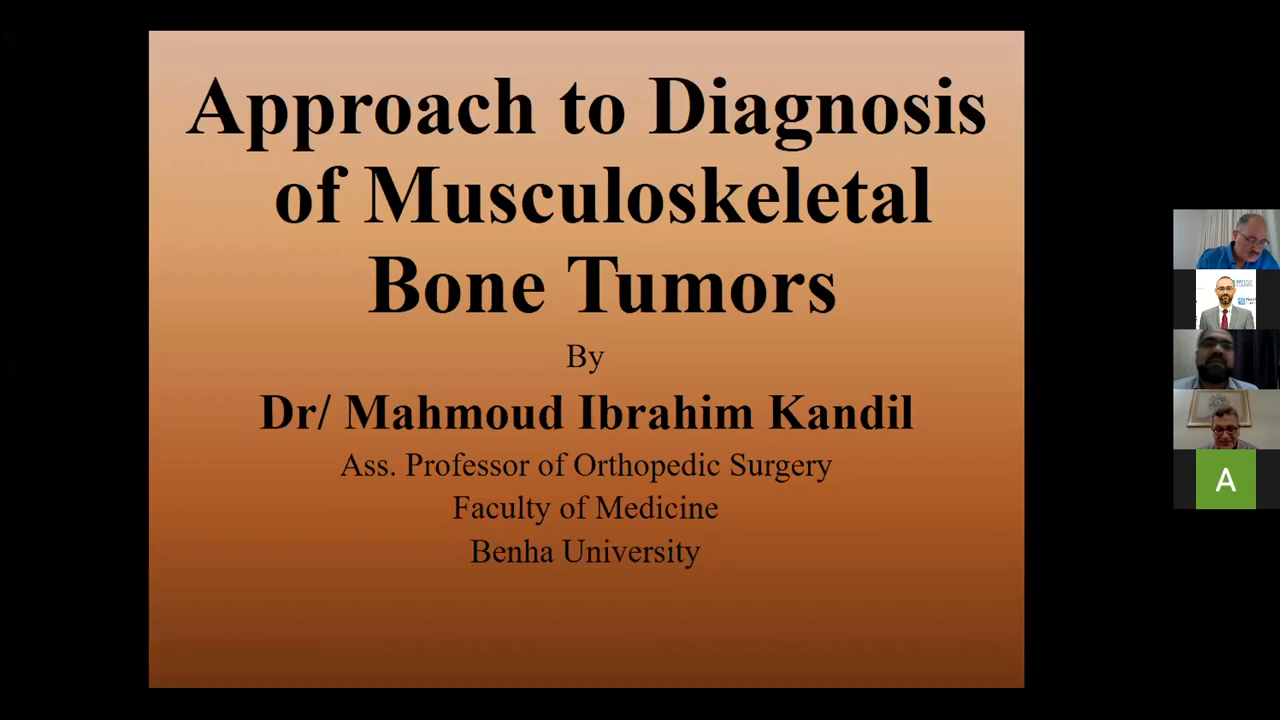 Approach to Diagnosis
of Musculoskeletal
Bone Tumors
By
Dr/ Mahmoud Ibrahim Kandil
Ass. Professor of Orthopedic Surgery
Faculty of Medicine
Benha University
A